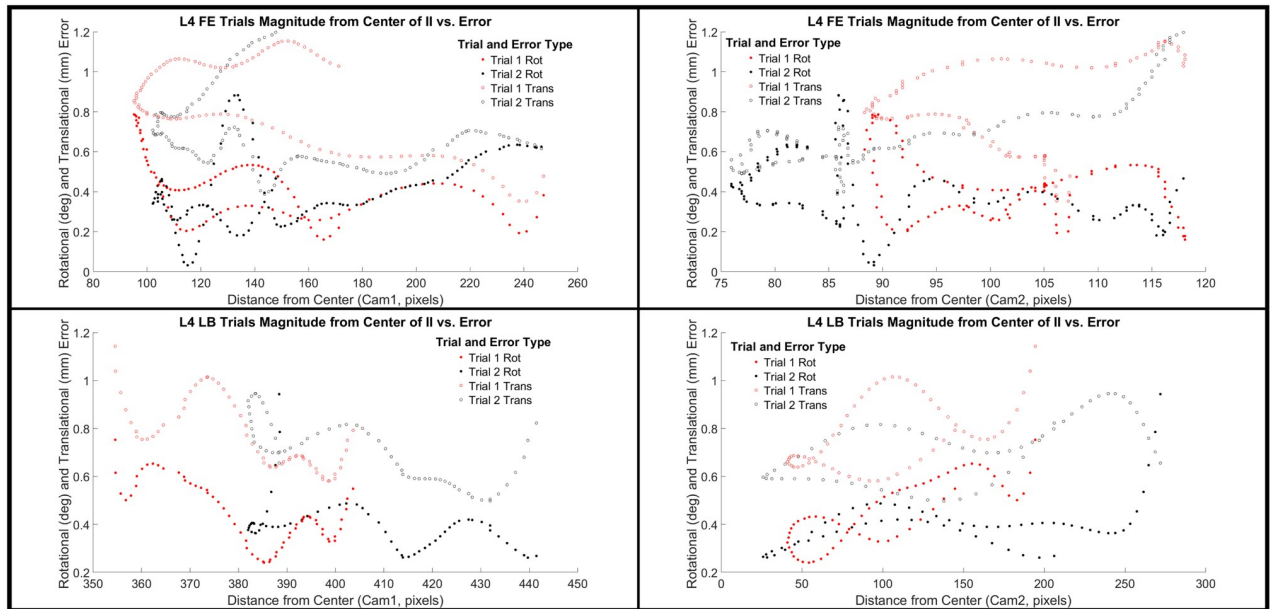 L4 FE Trials Magnitude from Center of II vs. Error
Rotational (deg) and Translational (mm) Error
1.2
1
0.8
0.6
0.4
0.2
0
Trial and Error Type
Trial 1 Rot
Trial 2 Rot
Trial 1 Trans
Trial 2 Trans
80 100 120 140 160 180 200 220 240 260
Distance from Center (Cam1, pixels)
L4 FE Trials Magnitude from Center of II vs. Error
Rotational (deg) and Translational (mm) Error
1.2
1
0.8
0.6
0.4
0.2
0
Trial and Error Type
Trial 1 Rot
Trial 2 Rot
Trial 1 Trans
Trial 2 Trans
75 80 85 90 95 100 105 110 115 120
Distance from Center (Cam2, pixels)
L4 LB Trials Magnitude from Center of II vs. Error
Rotational (deg) and Translational (mm) Error
1.2
1
0.8
0.6
0.4
0.2
Trial and Error Type
Trial 1 Rot
Trial 2 Rot
Trial 1 Trans
Trial 2 Trans
350 360 370 380 390 400 410 420 430 440 450
Distance from Center (Cam1, pixels)
L4 LB Trials Magnitude from Center of II vs. Error
Rotational (deg) and Translational (mm) Error
1.2
1
0.8
0.6
0.4
0.2
Trial and Error Type
Trial 1 Rot
Trial 2 Rot
Trial 1 Trans
Trial 2 Trans
0 50 100 150 200 250 300
Distance from Center (Cam2, pixels)